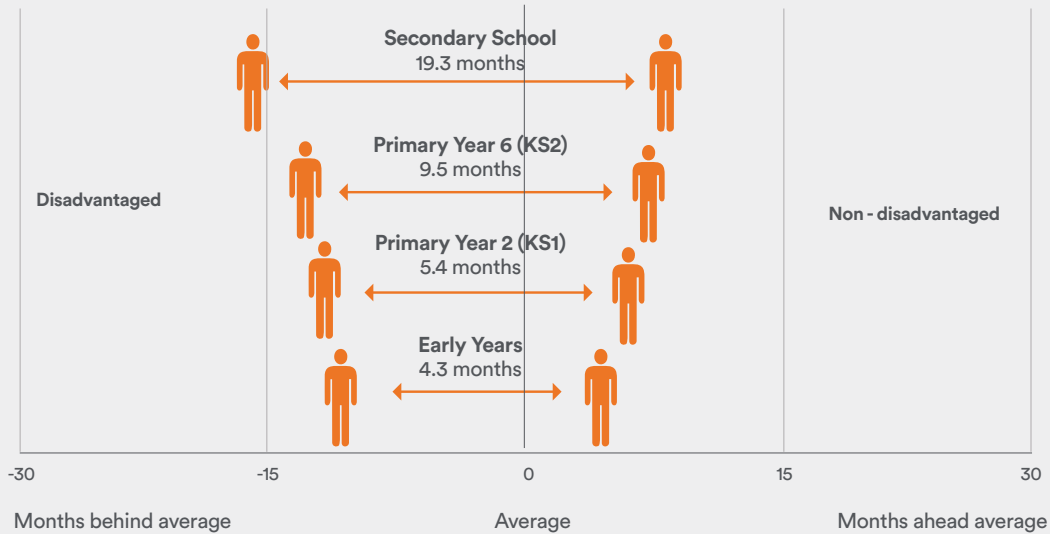 Secondary School
19.3 months
Primary Year 6 (KS2)
9.5 months
Disadvantaged
Non - disadvantaged
Primary Year 2 (KS1)
5.4 months
Early Years
4.3 months
-30
-15
0
15
30
Months behind average
Average
Months ahead average